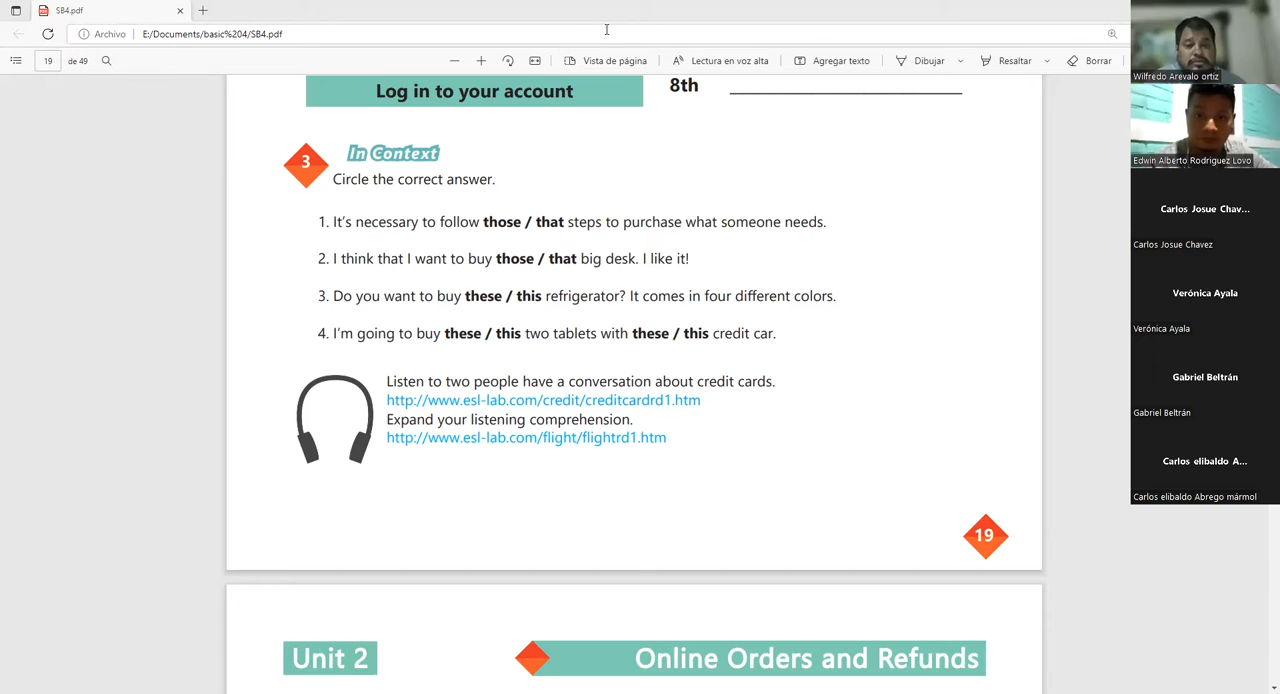 SB4.pdf
Archivo
E:/Documents/basic%204/SB4.pdf
19 de 49
Vista de página
Lectura en voz alta
Agregar texto
Dibujar
Resaltar
Borrar
Log in to your account
8th
3
In Context
Circle the correct answer.
1. It's necessary to follow those / that steps to purchase what someone needs.
2. I think that I want to buy those / that big desk. I like it!
3. Do you want to buy these / this refrigerator? It comes in four different colors.
4. I'm going to buy these / this two tablets with these / this credit car.
Listen to two people have a conversation about credit cards.
http://www.esl-lab.com/credit/creditcardrd1.htm
Expand your listening comprehension.
http://www.esl-lab.com/flight/flightrd1.htm
19
Unit 2
Online Orders and Refunds
Wilfredo Arevalo ortiz
Edwin Alberto Rodriguez Lovo
Carlos Josue Chav...
Carlos Josue Chavez
Verónica Ayala
Verónica Ayala
Gabriel Beltrán
Gabriel Beltrán
Carlos elibaldo A...
Carlos elibaldo Abrego mármol